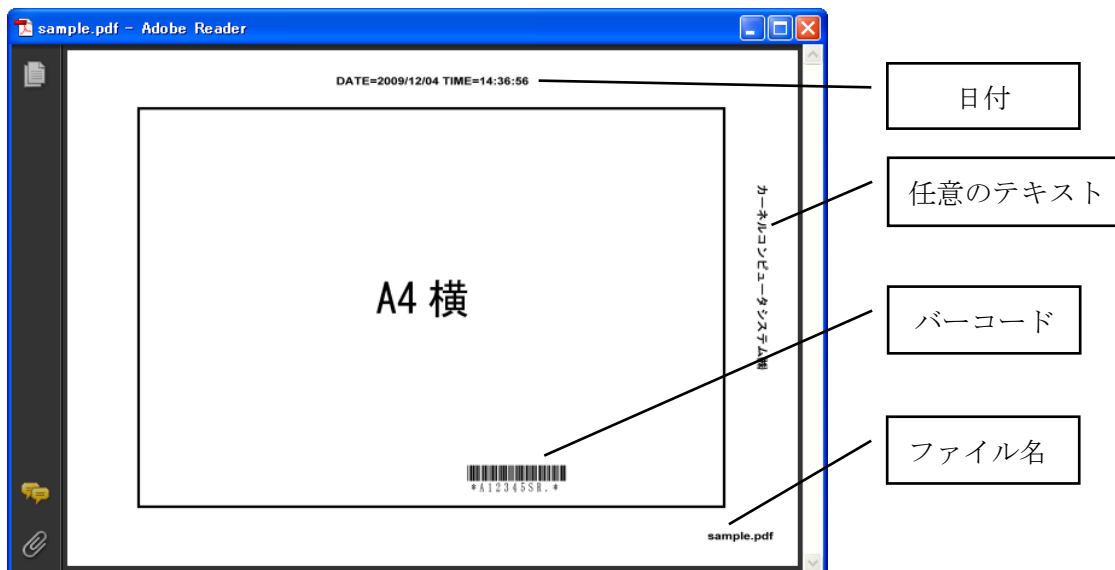 sample.pdf - Adobe Reader
DATE=2009/12/04 TIME=14:36:56
日付
任意のテキスト
カーネルコンピュータシステム㈱
A4 横
バーコード
*A12345SR.*
ファイル名
sample.pdf